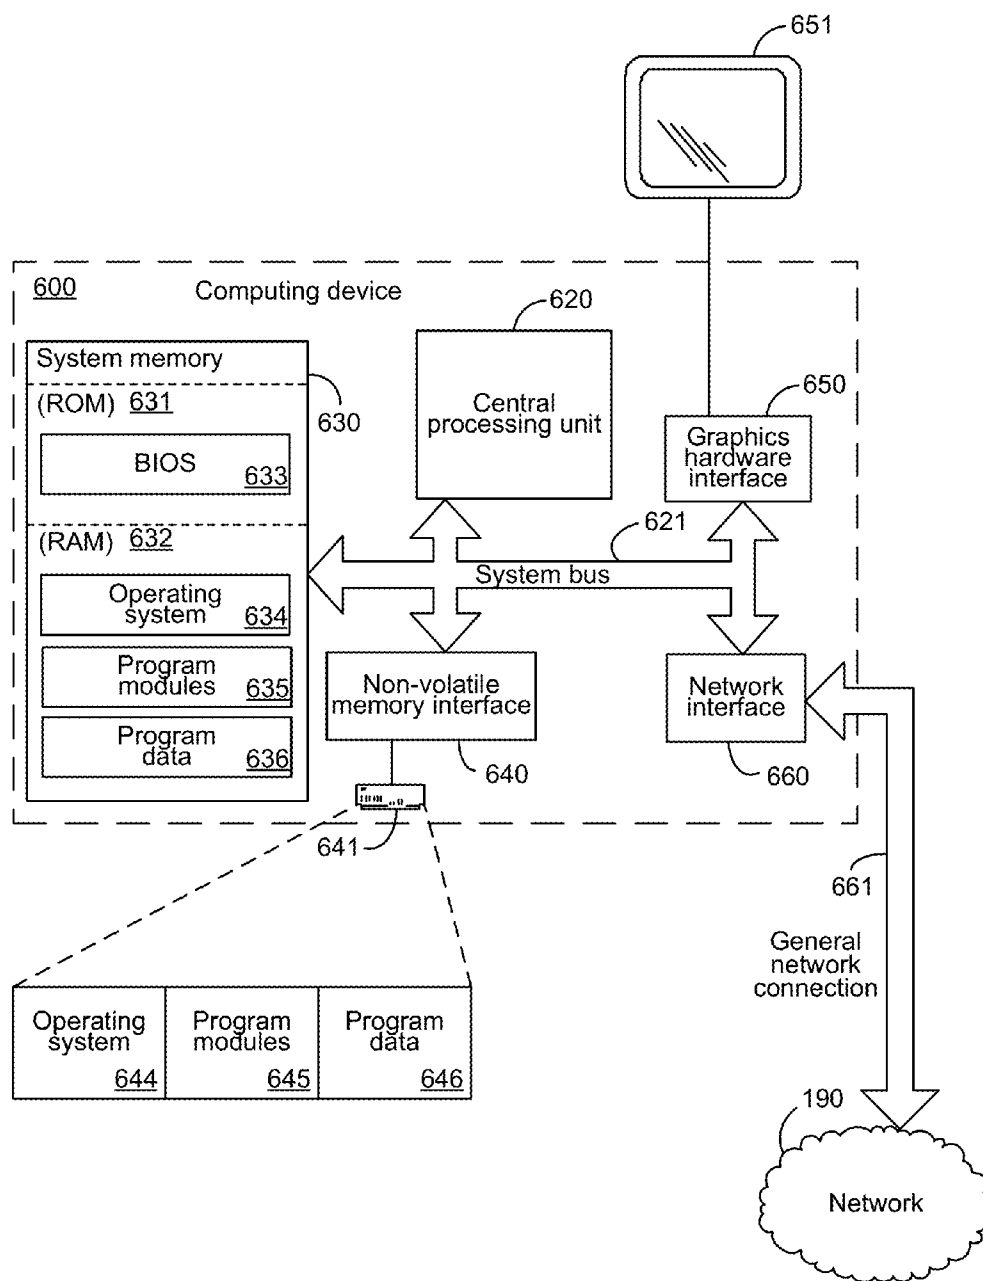 651
600
Computing device
620
System memory
630
(ROM) 631
BIOS
633
Central
processing unit
650
Graphics
hardware
interface
(RAM) 632
621
System bus
Operating
system
634
Program
modules
635
Program
data
636
Non-volatile
memory interface
640
Network
interface
660
641
661
General
network
connection
Operating
system
644
Program
modules
645
Program
data
646
190
Network